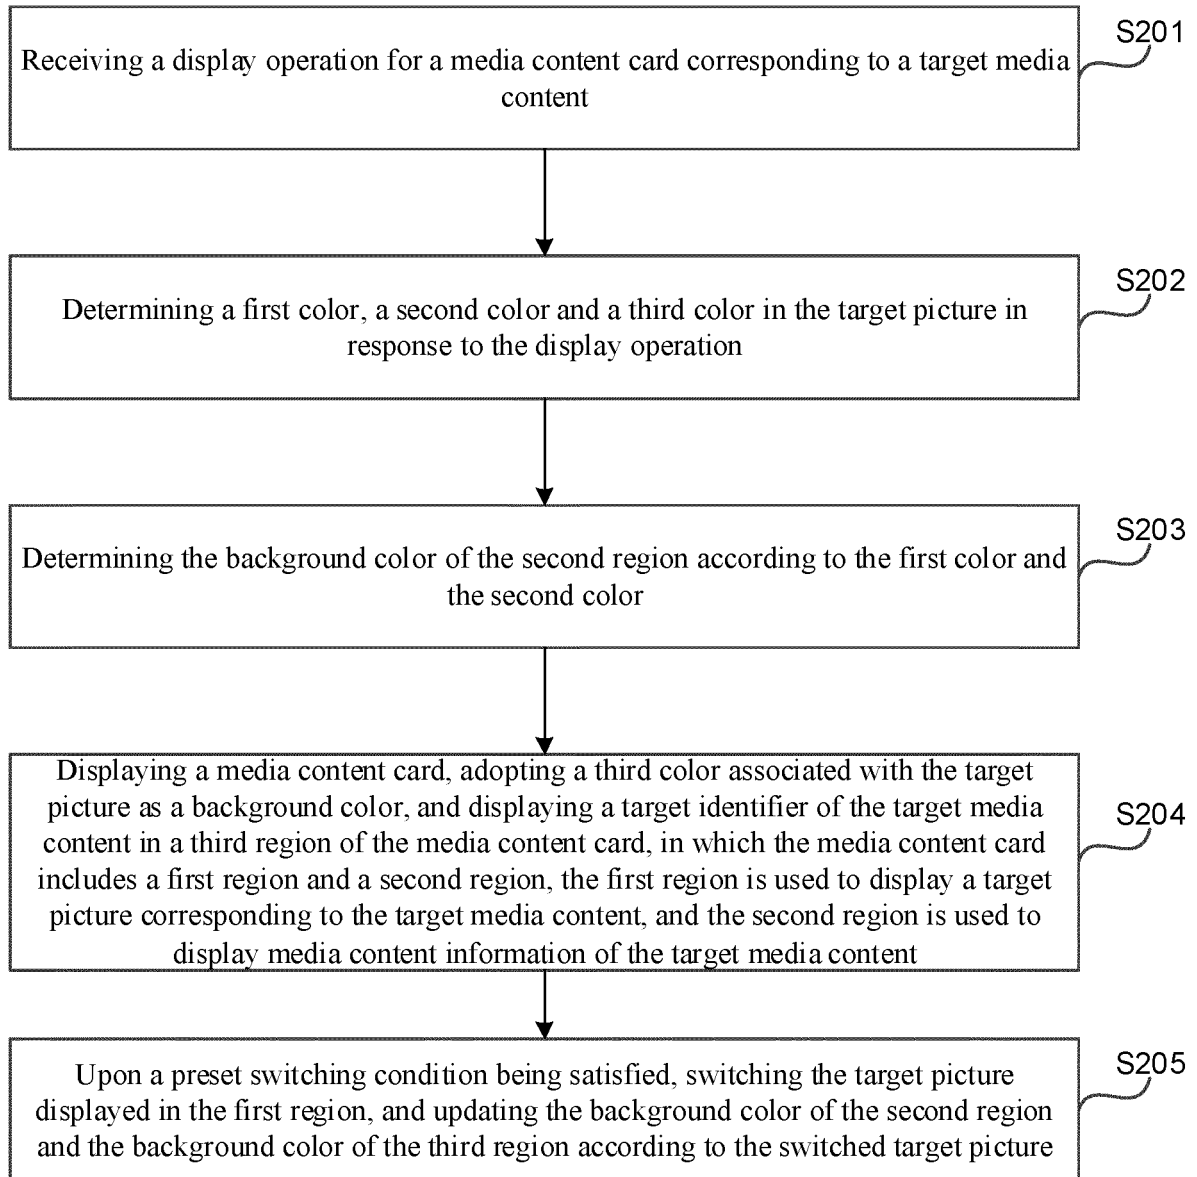 S201
Receiving a display operation for a media content card corresponding to a target media
content
S202
Determining a first color, a second color and a third color in the target picture in
response to the display operation
S203
Determining the background color of the second region according to the first color and
the second color
S204
Displaying a media content card, adopting a third color associated with the target
picture as a background color, and displaying a target identifier of the target media
content in a third region of the media content card, in which the media content card
includes a first region and a second region, the first region is used to display a target
picture corresponding to the target media content, and the second region is used to
display media content information of the target media content
S205
Upon a preset switching condition being satisfied, switching the target picture
displayed in the first region, and updating the background color of the second region
and the background color of the third region according to the switched target picture